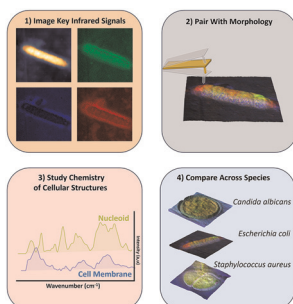 1) Image Key Infrared Signals
2) Pair With Morphology
3) Study Chemistry
of Cellular Structures
Nucleoid
Cell Membrane
Intensity (A.U.)
Wavenumber (cm⁻¹)
4) Compare Across Species
Candida albicans
Escherichia coli
Staphylococcus aureus